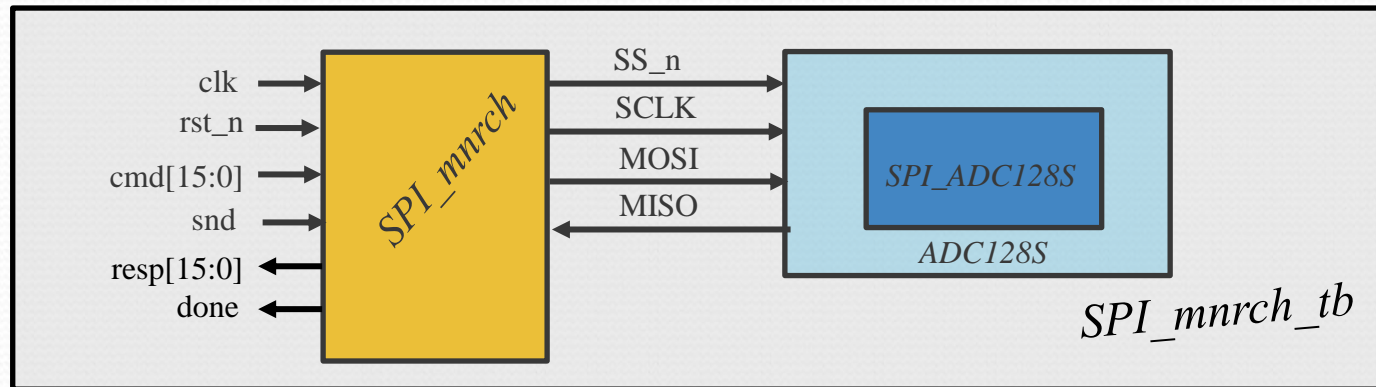 clk
rst_n
cmd[15:0]
snd
resp[15:0]
done
SPI_mnrch
SS_n
SCLK
MOSI
MISO
SPI_ADC128S
ADC128S
SPI_mnrch_tb